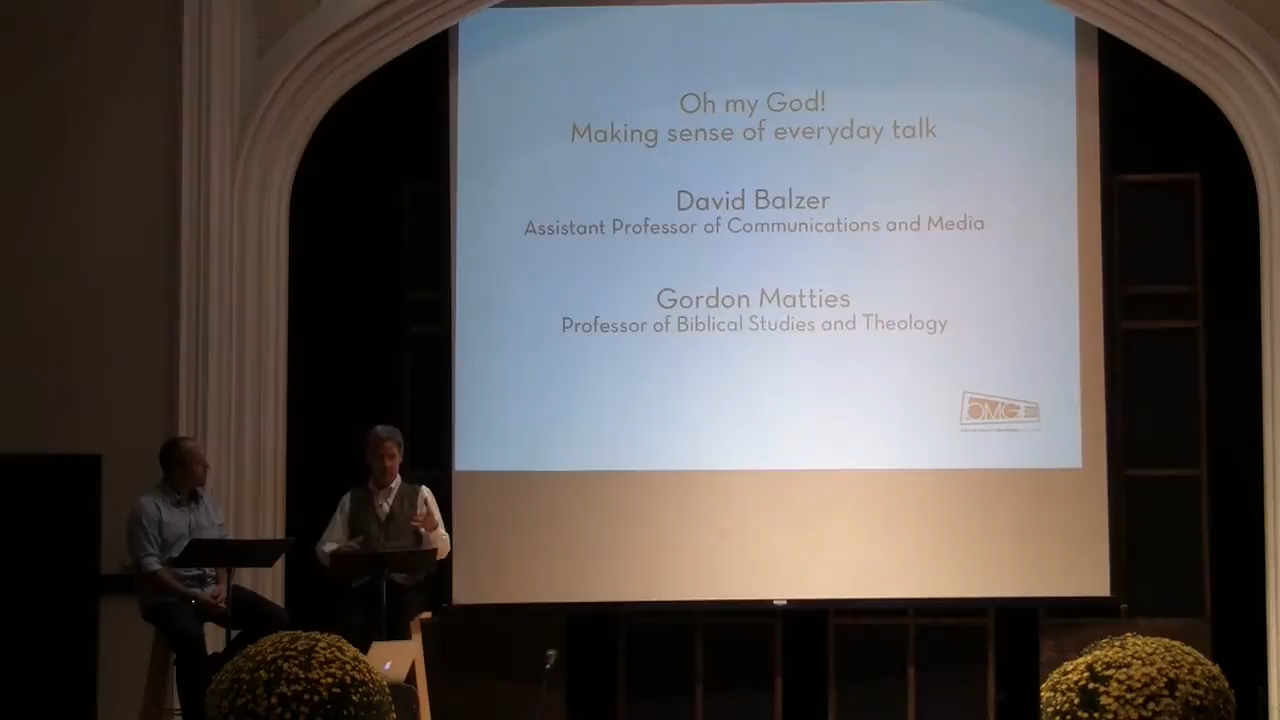 Oh my God!
Making sense of everyday talk
David Balzer
Assistant Professor of Communications and Media
Gordon Matties
Professor of Biblical Studies and Theology
OMG